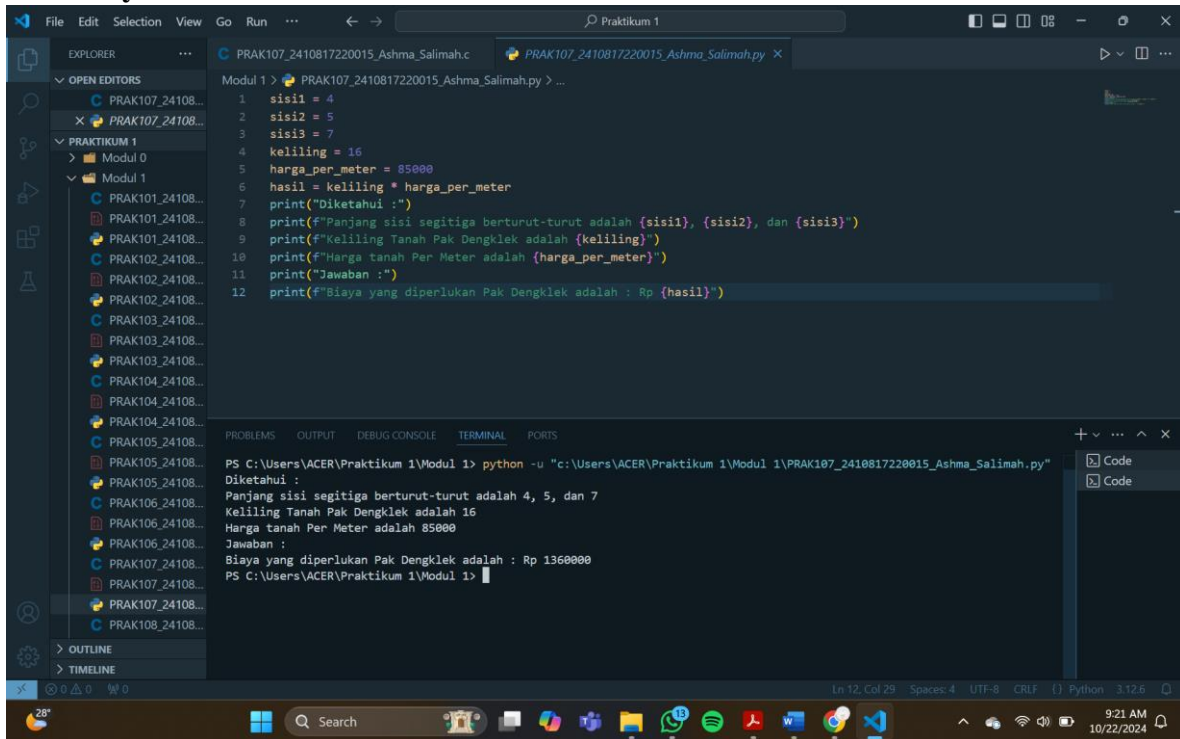 File Edit Selection View Go Run ... Praktikum 1
EXPLORER ...
OPEN EDITORS
PRAK107_24108...
PRAK107_24108...
PRAKTIKUM 1
Modul 0
Modul 1
PRAK101_24108...
PRAK101_24108...
PRAK101_24108...
PRAK102_24108...
PRAK102_24108...
PRAK102_24108...
PRAK103_24108...
PRAK103_24108...
PRAK103_24108...
PRAK104_24108...
PRAK104_24108...
PRAK104_24108...
PRAK105_24108...
PRAK105_24108...
PRAK105_24108...
PRAK106_24108...
PRAK106_24108...
PRAK106_24108...
PRAK107_24108...
PRAK107_24108...
PRAK107_24108...
PRAK108_24108...
OUTLINE
TIMELINE
PRAK107_2410817220015_Ashma_Salimah.c PRAK107_2410817220015_Ashma_Salimah.py
Modul 1 > PRAK107_2410817220015_Ashma_Salimah.py > ...
1 sisi1 = 4
2 sisi2 = 5
3 sisi3 = 7
4 keliling = 16
5 harga_per_meter = 85000
6 hasil = keliling * harga_per_meter
7 print("Diketahui :")
8 print(f"Panjang sisi segitiga berturut-turut adalah {sisi1}, {sisi2}, dan {sisi3}")
9 print(f"Keliling Tanah Pak Dengklek adalah {keliling}")
10 print(f"Harga tanah Per Meter adalah {harga_per_meter}")
11 print("Jawaban :")
12 print(f"Biaya yang diperlukan Pak Dengklek adalah : Rp {hasil}")
PROBLEMS OUTPUT DEBUG CONSOLE TERMINAL PORTS
PS C:\Users\ACER\Praktikum 1\Modul 1> python -u "c:\Users\ACER\Praktikum 1\Modul 1\PRAK107_2410817220015_Ashma_Salimah.py"
Diketahui :
Panjang sisi segitiga berturut-turut adalah 4, 5, dan 7
Keliling Tanah Pak Dengklek adalah 16
Harga tanah Per Meter adalah 85000
Jawaban :
Biaya yang diperlukan Pak Dengklek adalah : Rp 1360000
PS C:\Users\ACER\Praktikum 1\Modul 1>
Code
Code
0 0 0 Ln 12, Col 29 Spaces: 4 UTF-8 CRLF {} Python 3.12.6
28° Search 13 9:21 AM
10/22/2024